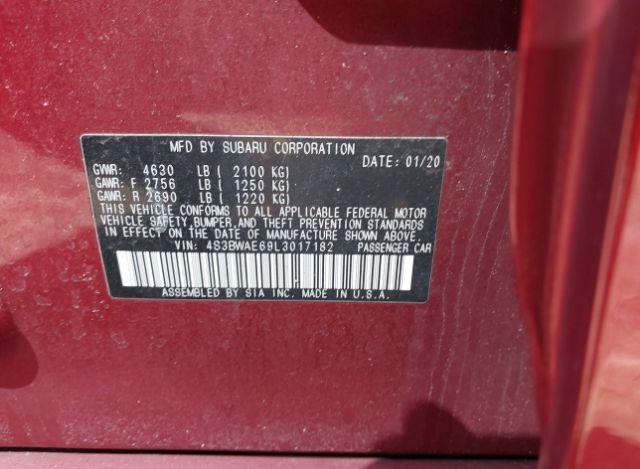 MFD BY SUBARU CORPORATION
DATE: 01/20
GVWR: 4630 LB ( 2100 KG)
GAWR: F 2756 LB ( 1250 KG)
GAWR: R 2690 LB ( 1220 KG)
THIS VEHICLE CONFORMS TO ALL APPLICABLE FEDERAL MOTOR
VEHICLE SAFETY,BUMPER,AND THEFT PREVENTION STANDARDS
IN EFFECT ON THE DATE OF MANUFACTURE SHOWN ABOVE.
VIN: 4S3BWAE69L3017182 PASSENGER CAR
ASSEMBLED BY SIA INC. MADE IN U.S.A.